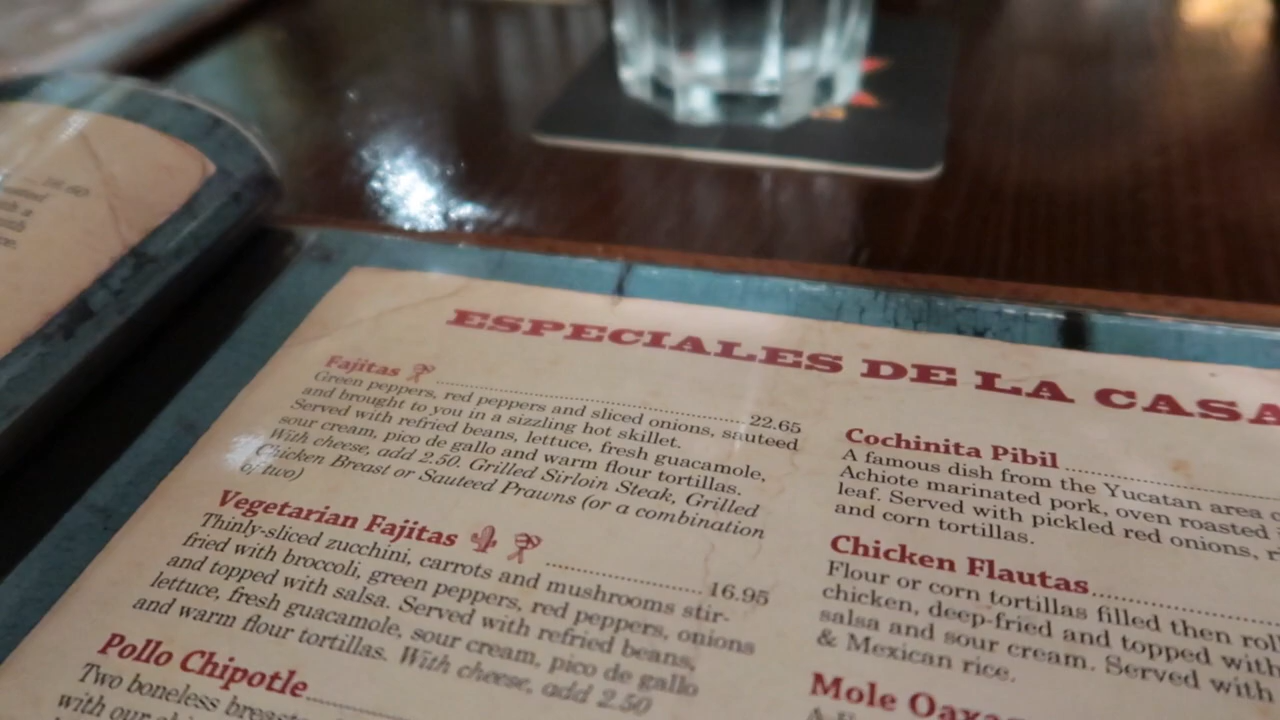 ESPECIALES DE LA CASA
Fajitas ........ 22.65
Green peppers, red peppers and sliced onions, sauteed
and brought to you in a sizzling hot skillet.
Served with refried beans, lettuce, fresh guacamole,
sour cream, pico de gallo and warm flour tortillas.
With cheese, add 2.50. Grilled Sirloin Steak, Grilled
Chicken Breast or Sauteed Prawns (or a combination
of two)
Vegetarian Fajitas ........ 16.95
Thinly-sliced zucchini, carrots and mushrooms stir-
fried with broccoli, green peppers, red peppers, onions
and topped with salsa. Served with refried beans,
lettuce, fresh guacamole, sour cream, pico de gallo
and warm flour tortillas. With cheese, add 2.50
Pollo Chipotle
Two boneless
with our
Cochinita Pibil
A famous dish from the Yucatan area
Achiote marinated pork, oven roasted
leaf. Served with pickled red onions,
and corn tortillas.
Chicken Flautas
Flour or corn tortillas filled then
chicken, deep-fried and topped with
salsa and sour cream. Served with
& Mexican rice.
Mole